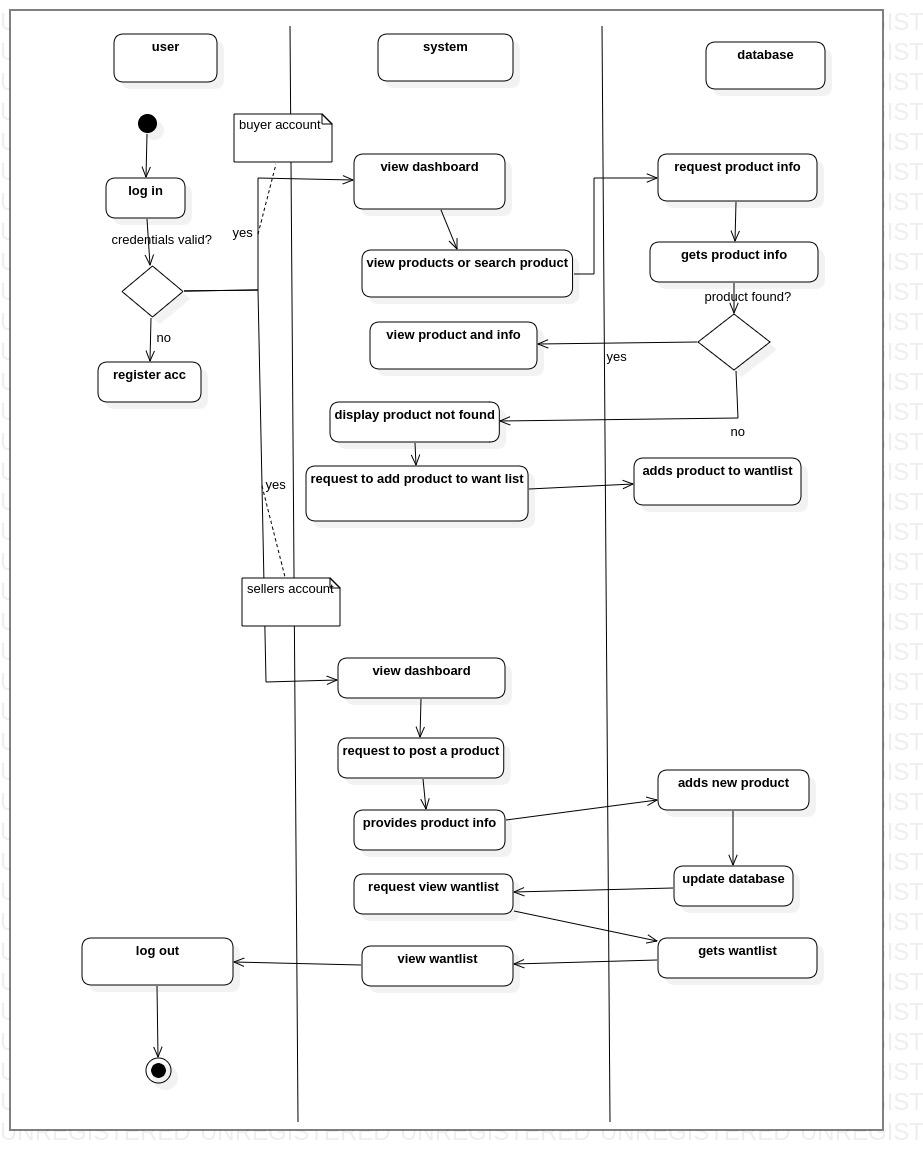 user
system
database
buyer account
view dashboard
request product info
log in
credentials valid?
yes
view products or search product
gets product info
product found?
no
view product and info
yes
register acc
display product not found
no
request to add product to want list
adds product to wantlist
yes
sellers account
view dashboard
request to post a product
adds new product
provides product info
request view wantlist
update database
log out
view wantlist
gets wantlist
UNREGISTERED UNREGISTERED UNREGISTERED UNREGISTERED UNREGIST